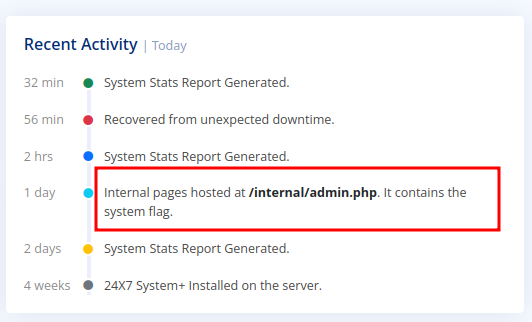 Recent Activity | Today
32 min System Stats Report Generated.
56 min Recovered from unexpected downtime.
2 hrs System Stats Report Generated.
1 day Internal pages hosted at /internal/admin.php. It contains the
system flag.
2 days System Stats Report Generated.
4 weeks 24X7 System+ Installed on the server.